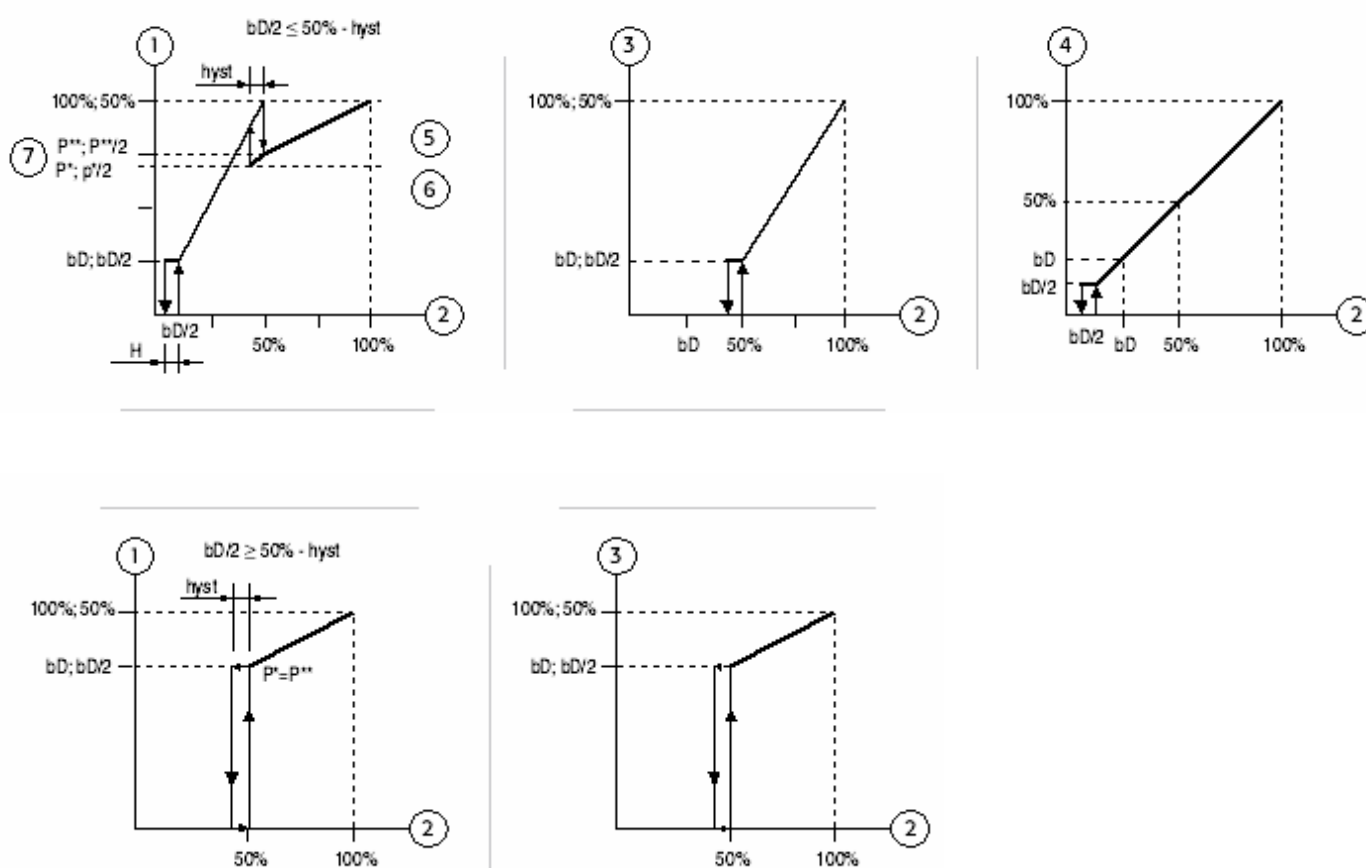 bD/2 ≤ 50% - hyst
1
3
4
hyst
100%; 50%
100%; 50%
100%
P**; P**/2
5
7
P*; p*/2
6
50%
bD; bD/2
bD; bD/2
bD
bD/2
2
2
2
bD/2
50%
100%
bD
50%
100%
bD/2
bD
50%
100%
H
bD/2 ≥ 50% - hyst
1
3
hyst
100%; 50%
100%; 50%
bD; bD/2
P*=P**
bD; bD/2
2
2
50%
100%
50%
100%